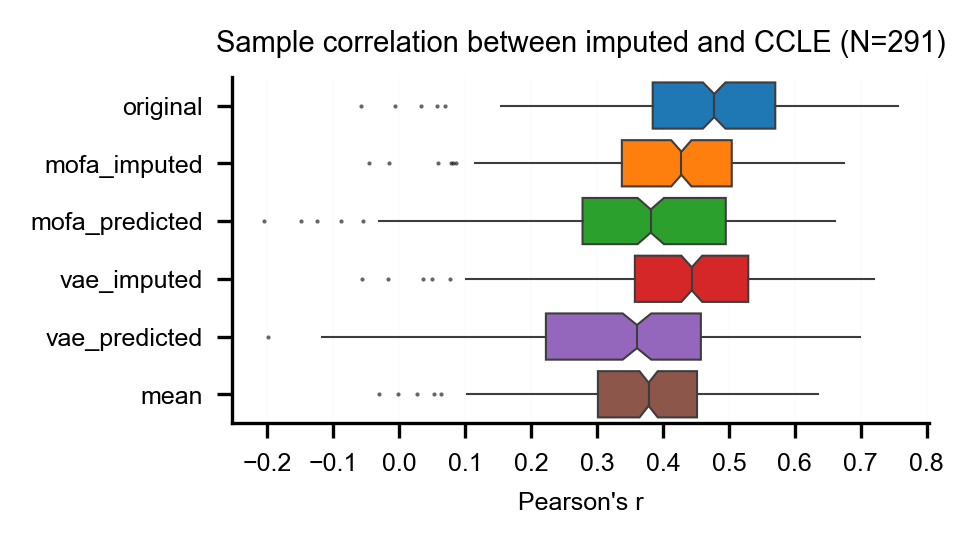 Sample correlation between imputed and CCLE (N=291)
original
mofa_imputed
mofa_predicted
vae_imputed
vae_predicted
mean
−0.2 −0.1 0.0 0.1 0.2 0.3 0.4 0.5 0.6 0.7 0.8
Pearson's r